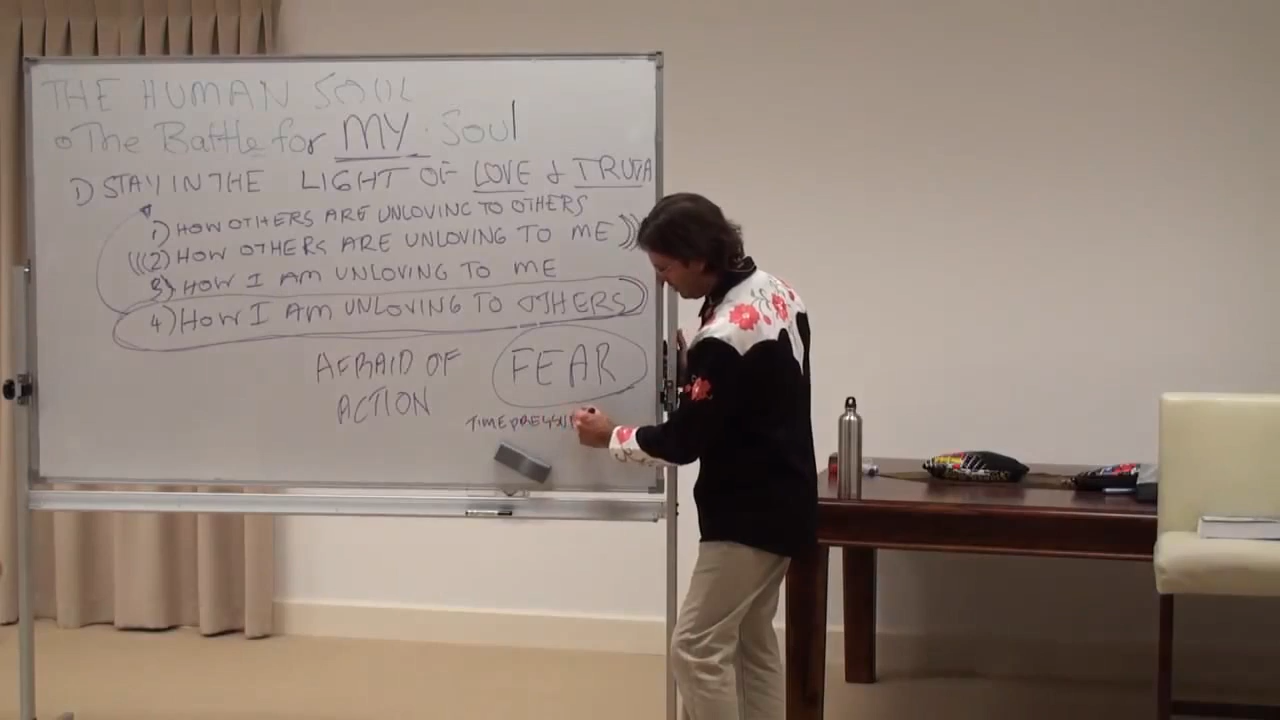 THE HUMAN SOUL
The Battle for MY Soul
1) STAY IN THE LIGHT OF LOVE & TRUTH
1) HOW OTHERS ARE UNLOVING TO OTHERS
(((2) HOW OTHERS ARE UNLOVING TO ME)))
3) HOW I AM UNLOVING TO ME
4) HOW I AM UNLOVING TO OTHERS
AFRAID OF FEAR
ACTION
TIME PRESSU